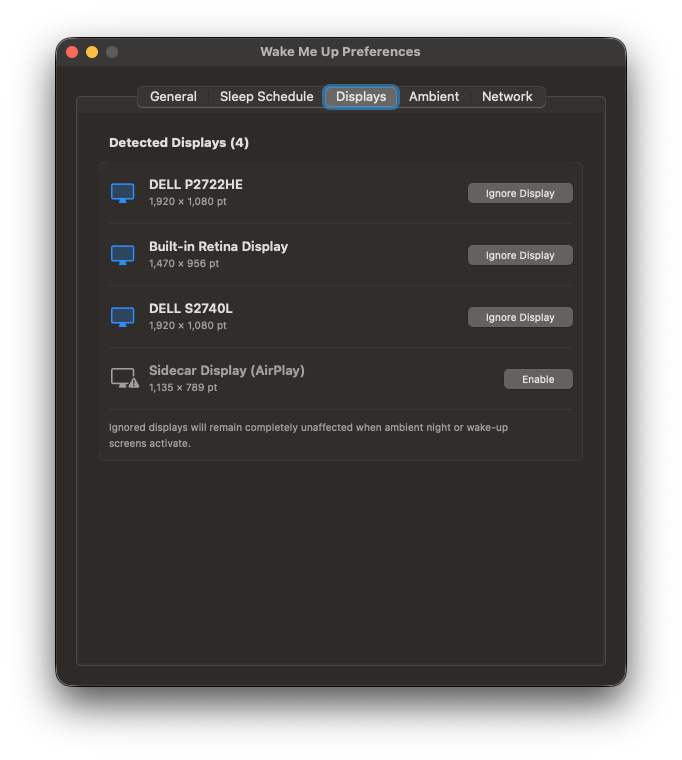 Wake Me Up Preferences
General Sleep Schedule Displays Ambient Network
Detected Displays (4)
DELL P2722HE
1,920 × 1,080 pt
Ignore Display
Built-in Retina Display
1,470 × 956 pt
Ignore Display
DELL S2740L
1,920 × 1,080 pt
Ignore Display
Sidecar Display (AirPlay)
1,135 × 789 pt
Enable
Ignored displays will remain completely unaffected when ambient night or wake-up
screens activate.